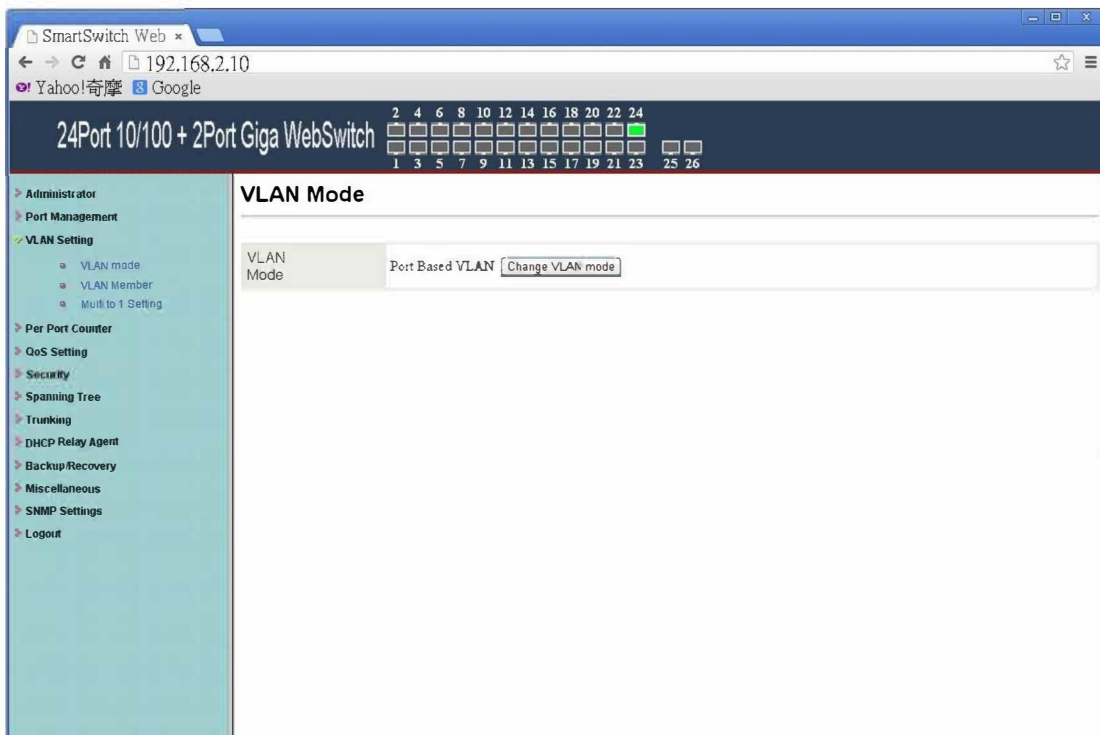 SmartSwitch Web
192.168.2.10
Yahoo!奇摩 Google
24Port 10/100 + 2Port Giga WebSwitch
2 4 6 8 10 12 14 16 18 20 22 24
1 3 5 7 9 11 13 15 17 19 21 23 25 26
Administrator
Port Management
VLAN Setting
VLAN mode
VLAN Member
Multi to 1 Setting
Per Port Counter
QoS Setting
Security
Spanning Tree
Trunking
DHCP Relay Agent
Backup/Recovery
Miscellaneous
SNMP Settings
Logout
VLAN Mode
VLAN
Mode
Port Based VLAN Change VLAN mode